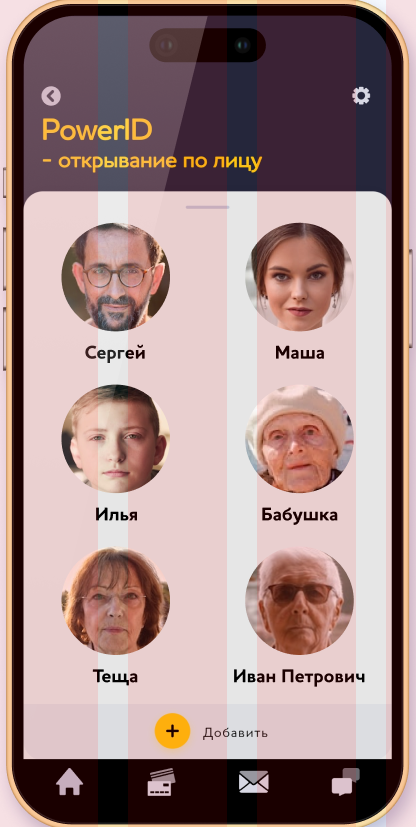 PowerID
- открывание по лицу
Сергей
Маша
Илья
Бабушка
Теща
Иван Петрович
Добавить